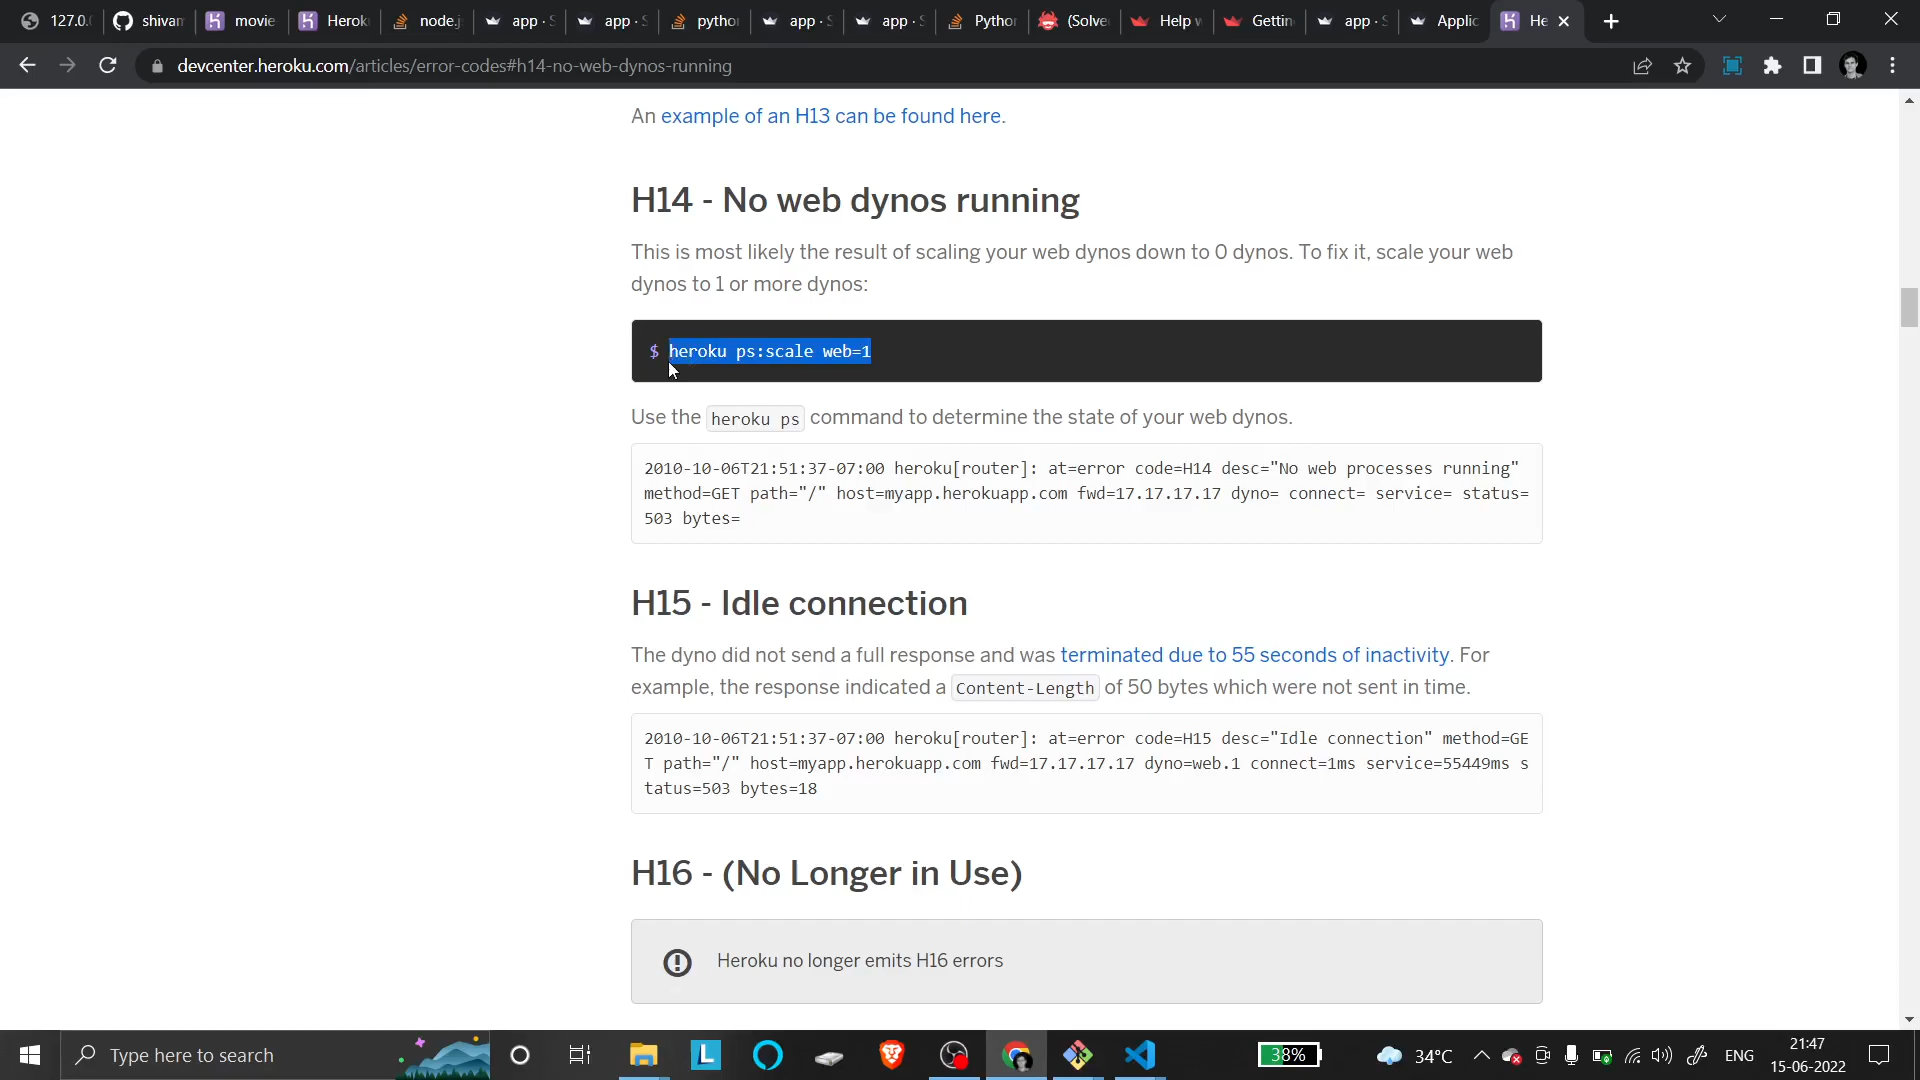 127.0.
shivan
movie
Herok
node.j
app · S
app · S
pythor
app · S
app · S
Pythor
(Solve
Help w
Gettin
app · S
Applic
He
devcenter.heroku.com/articles/error-codes#h14-no-web-dynos-running
An example of an H13 can be found here.
H14 - No web dynos running
This is most likely the result of scaling your web dynos down to 0 dynos. To fix it, scale your web
dynos to 1 or more dynos:
$ heroku ps:scale web=1
Use the heroku ps command to determine the state of your web dynos.
2010-10-06T21:51:37-07:00 heroku[router]: at=error code=H14 desc="No web processes running"
method=GET path="/" host=myapp.herokuapp.com fwd=17.17.17.17 dyno= connect= service= status=
503 bytes=
H15 - Idle connection
The dyno did not send a full response and was terminated due to 55 seconds of inactivity. For
example, the response indicated a Content-Length of 50 bytes which were not sent in time.
2010-10-06T21:51:37-07:00 heroku[router]: at=error code=H15 desc="Idle connection" method=GE
T path="/" host=myapp.herokuapp.com fwd=17.17.17.17 dyno=web.1 connect=1ms service=55449ms s
tatus=503 bytes=18
H16 - (No Longer in Use)
Heroku no longer emits H16 errors
Type here to search
L
38%
34°C
ENG
21:47
15-06-2022